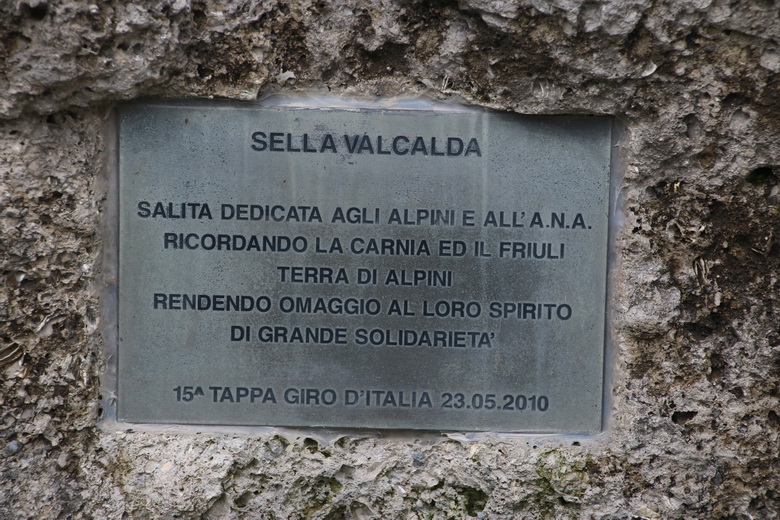 SELLA VALCALDA
SALITA DEDICATA AGLI ALPINI E ALL' A.N.A.
RICORDANDO LA CARNIA ED IL FRIULI
TERRA DI ALPINI
RENDENDO OMAGGIO AL LORO SPIRITO
DI GRANDE SOLIDARIETA'
15^ TAPPA GIRO D'ITALIA 23.05.2010